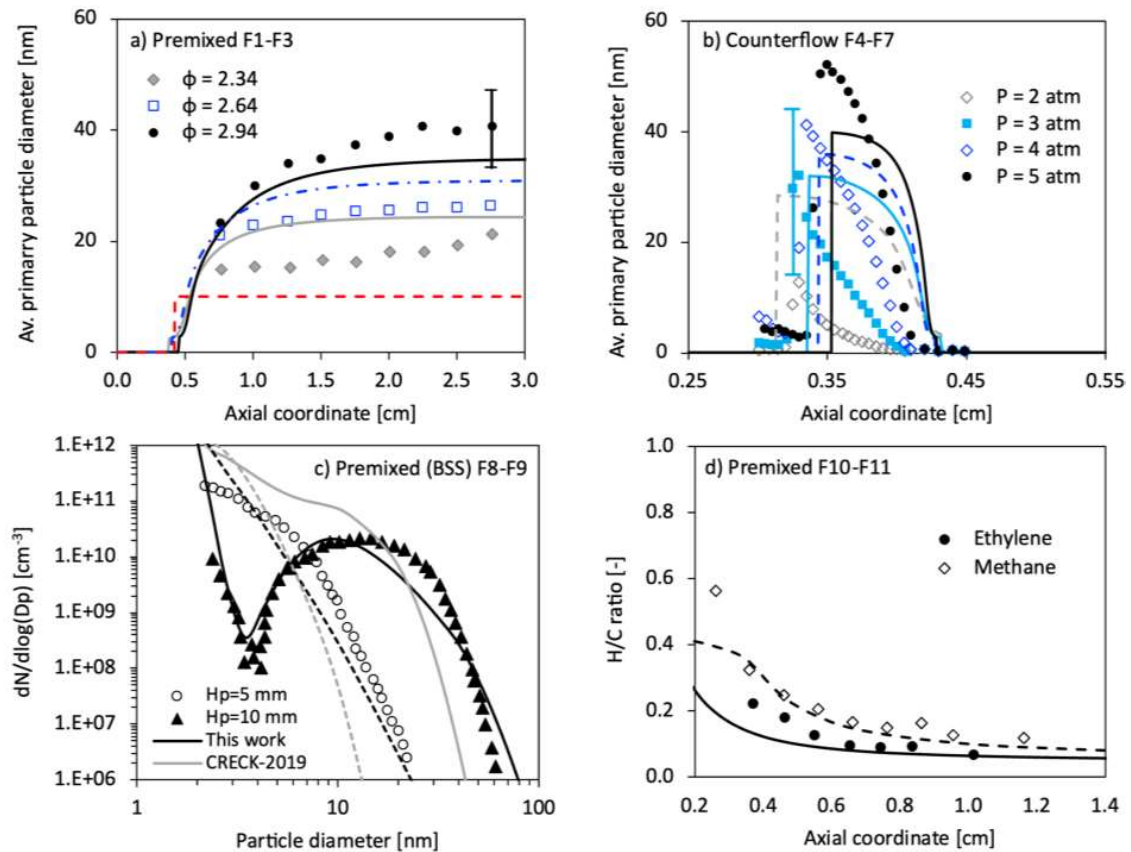 a) Premixed F1-F3
ϕ = 2.34
ϕ = 2.64
ϕ = 2.94
Av. primarry particle diameter [nm]
60
40
20
0
0.0 0.5 1.0 1.5 2.0 2.5 3.0
Axial coordinate [cm]
b) Counterflow F4-F7
P = 2 atm
P = 3 atm
P = 4 atm
P = 5 atm
Av. primary particle diameter [nm]
60
40
20
0
0.25 0.35 0.45 0.55
Axial coordinate [cm]
c) Premixed (BSS) F8-F9
Hp=5 mm
Hp=10 mm
This work
CRECK-2019
dN/dlog(Dp) [cm-3]
1.E+12
1.E+11
1.E+10
1.E+09
1.E+08
1.E+07
1.E+06
1 10 100
Particle diameter [nm]
d) Premixed F10-F11
Ethylene
Methane
H/C ratio [-]
1.0
0.8
0.6
0.4
0.2
0.0
0.2 0.4 0.6 0.8 1.0 1.2 1.4
Axial coordinate [cm]